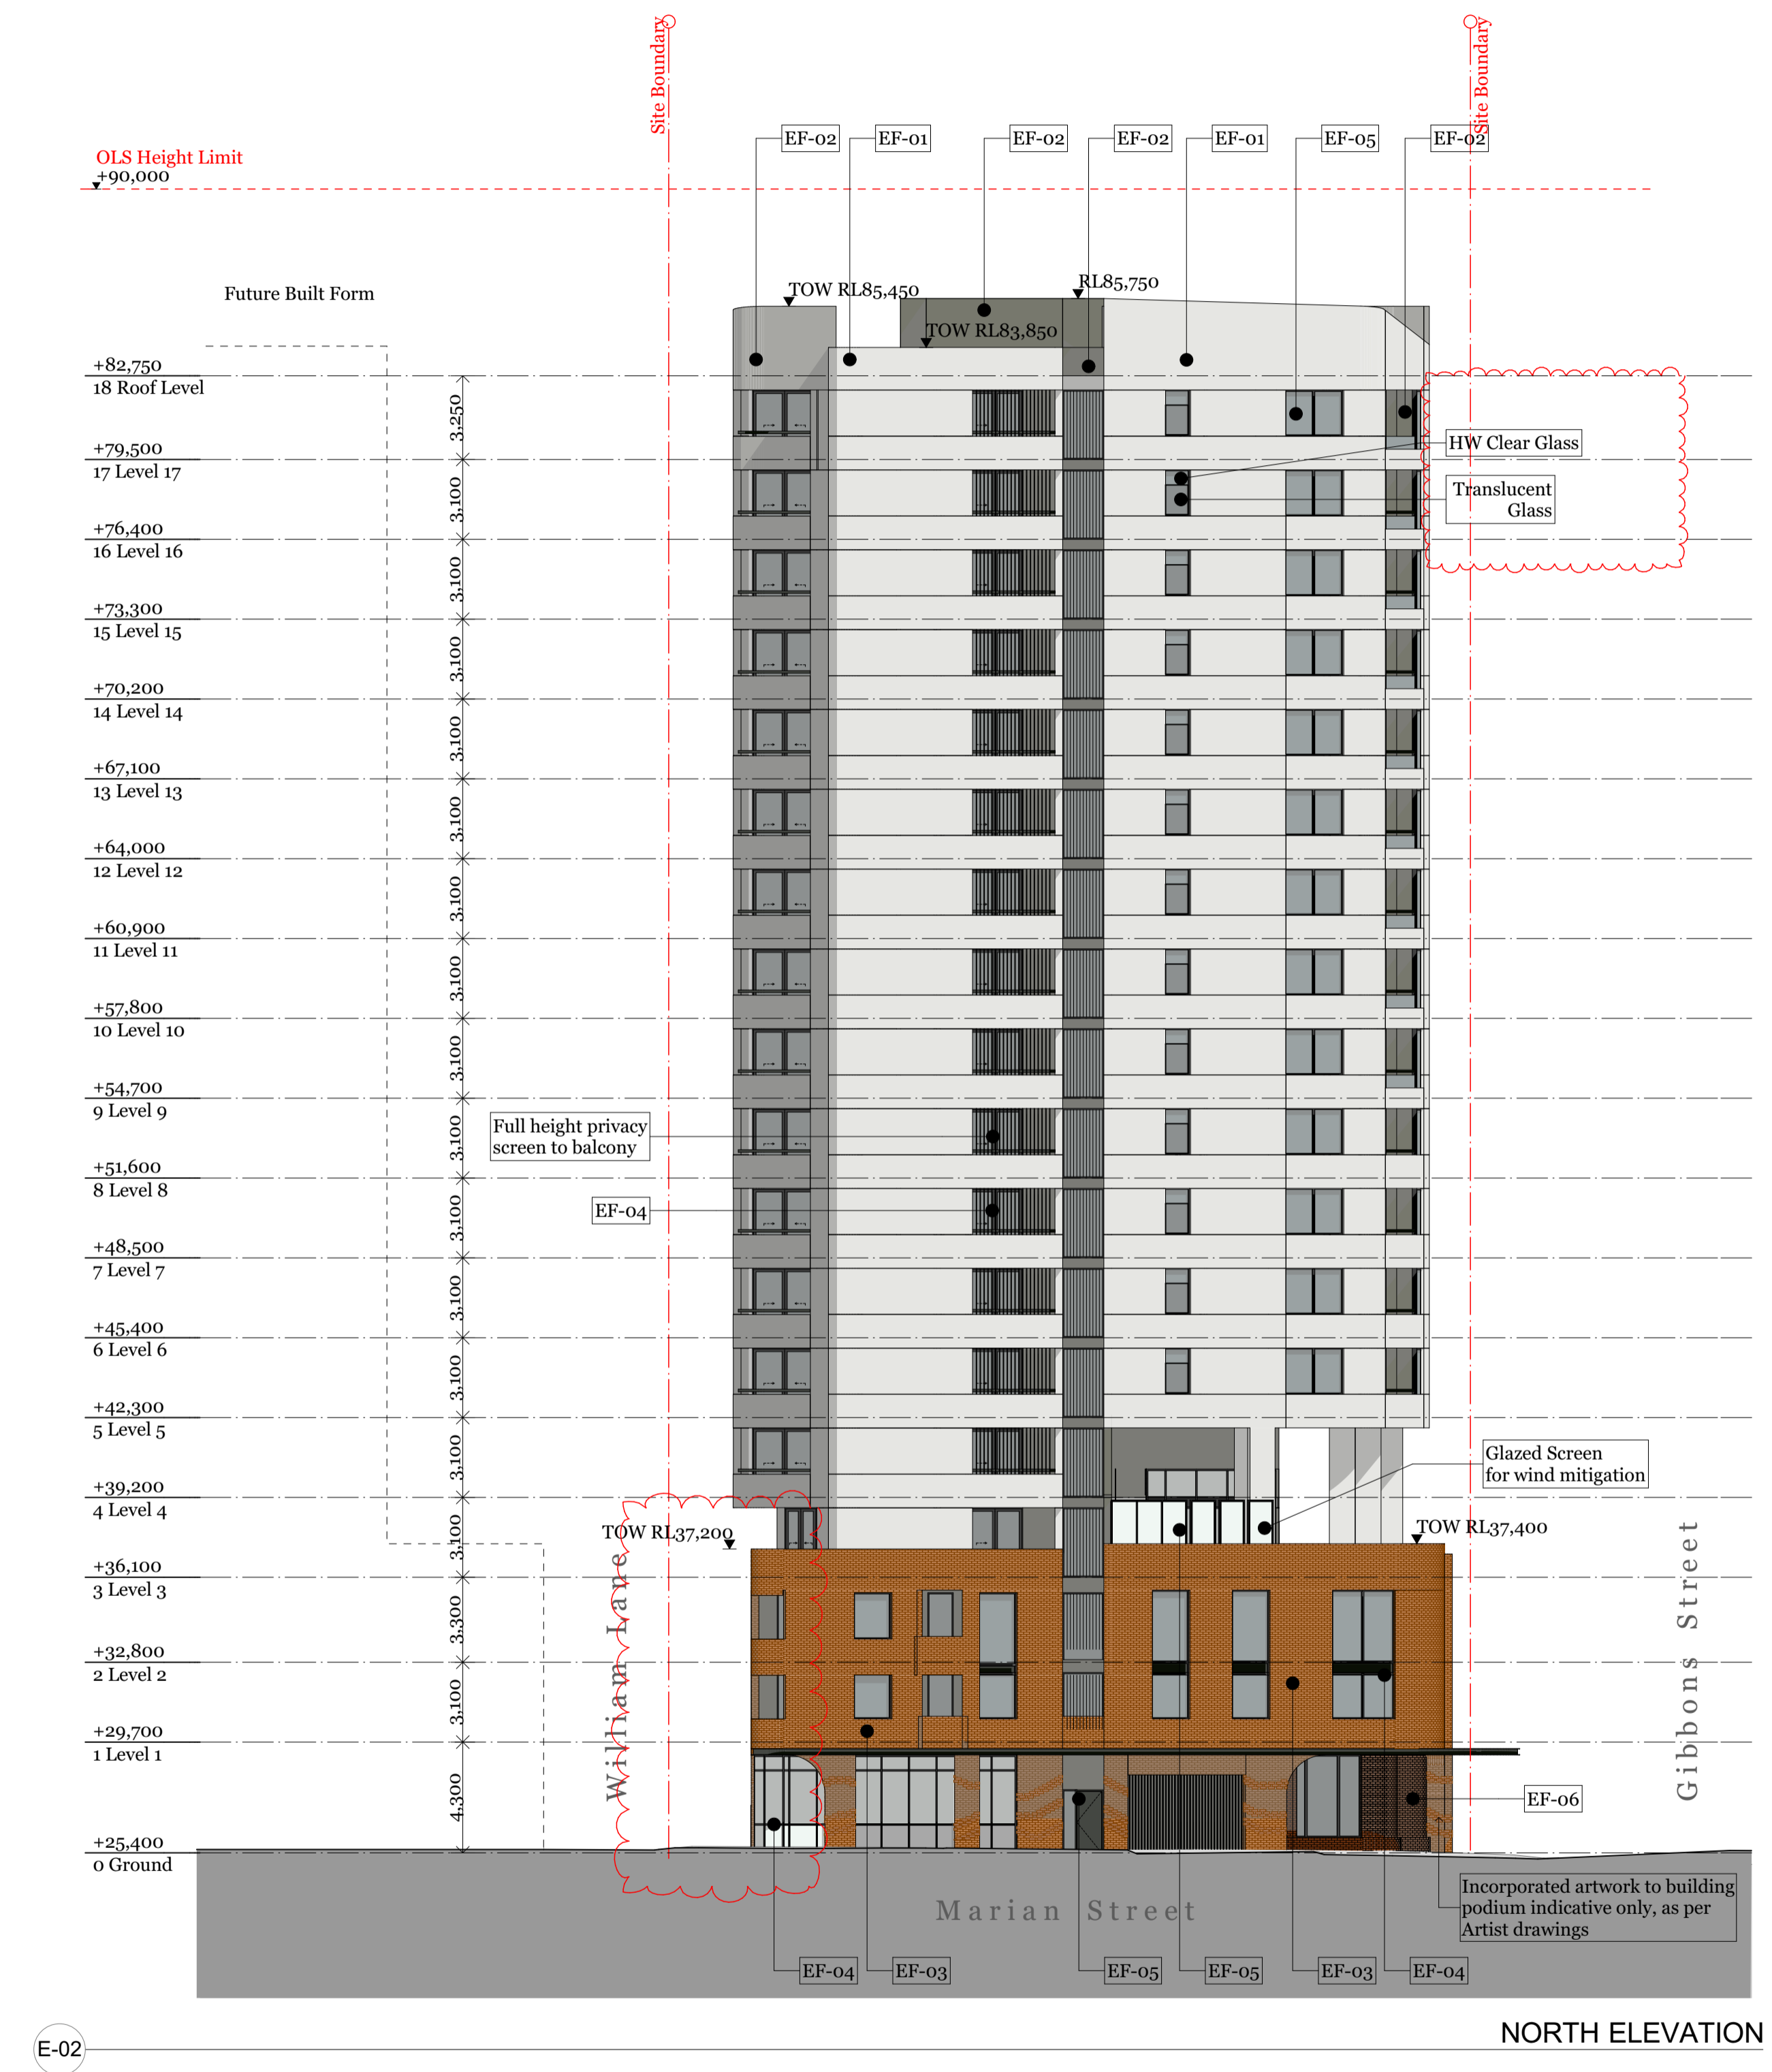 Site Boundary
Site Boundary
EF-02
EF-01
EF-02
EF-02
EF-01
EF-05
EF-02
OLS Height Limit
+90,000
Future Built Form
TOW RL85,450
RL85,750
TOW RL83,850
+82,750
18 Roof Level
3,250
+79,500
17 Level 17
HW Clear Glass
Translucent
Glass
3,100
+76,400
16 Level 16
3,100
+73,300
15 Level 15
3,100
+70,200
14 Level 14
3,100
+67,100
13 Level 13
3,100
+64,000
12 Level 12
3,100
+60,900
11 Level 11
3,100
+57,800
10 Level 10
3,100
+54,700
9 Level 9
3,100
Full height privacy
screen to balcony
+51,600
8 Level 8
3,100
EF-04
+48,500
7 Level 7
3,100
+45,400
6 Level 6
3,100
+42,300
5 Level 5
3,100
Glazed Screen
for wind mitigation
+39,200
4 Level 4
3,100
TOW RL37,200
TOW RL37,400
+36,100
3 Level 3
3,300
+32,800
2 Level 2
3,100
William Lane
Gibbons Street
+29,700
1 Level 1
4,300
EF-06
+25,400
0 Ground
Incorporated artwork to building
podium indicative only, as per
Artist drawings
Marian Street
EF-04
EF-03
EF-05
EF-05
EF-03
EF-04
NORTH ELEVATION
E-02